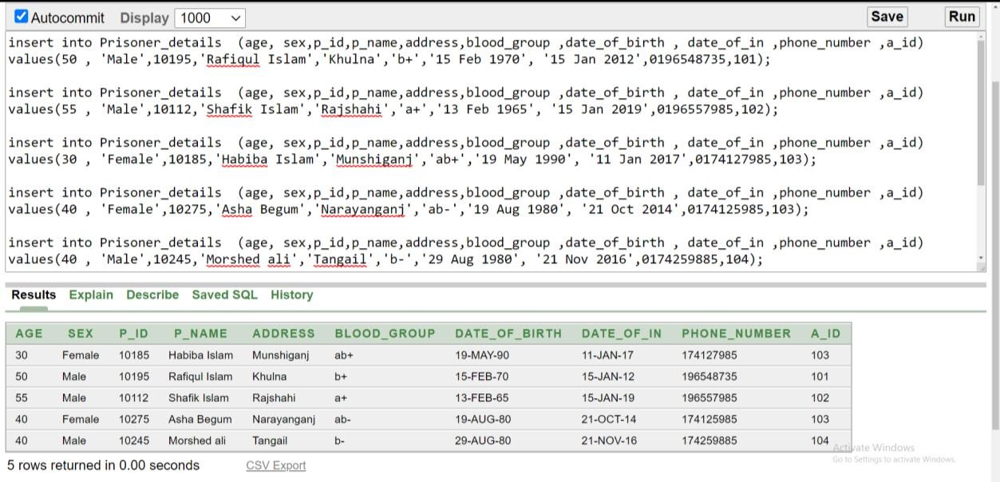 Autocommit Display 1000 Save Run
insert into Prisoner_details (age, sex,p_id,p_name,address,blood_group ,date_of_birth , date_of_in ,phone_number ,a_id)
values(50 , 'Male',10195,'Rafiqul Islam','Khulna','b+','15 Feb 1970', '15 Jan 2012',0196548735,101);
insert into Prisoner_details (age, sex,p_id,p_name,address,blood_group ,date_of_birth , date_of_in ,phone_number ,a_id)
values(55 , 'Male',10112,'Shafik Islam','Rajshahi','a+','13 Feb 1965', '15 Jan 2019',0196557985,102);
insert into Prisoner_details (age, sex,p_id,p_name,address,blood_group ,date_of_birth , date_of_in ,phone_number ,a_id)
values(30 , 'Female',10185,'Habiba Islam','Munshiganj','ab+','19 May 1990', '11 Jan 2017',0174127985,103);
insert into Prisoner_details (age, sex,p_id,p_name,address,blood_group ,date_of_birth , date_of_in ,phone_number ,a_id)
values(40 , 'Female',10275,'Asha Begum','Narayanganj','ab-','19 Aug 1980', '21 Oct 2014',0174125985,103);
insert into Prisoner_details (age, sex,p_id,p_name,address,blood_group ,date_of_birth , date_of_in ,phone_number ,a_id)
values(40 , 'Male',10245,'Morshed ali','Tangail','b-','29 Aug 1980', '21 Nov 2016',0174259885,104);
Results Explain Describe Saved SQL History
AGE SEX P_ID P_NAME ADDRESS BLOOD_GROUP DATE_OF_BIRTH DATE_OF_IN PHONE_NUMBER A_ID
30 Female 10185 Habiba Islam Munshiganj ab+ 19-MAY-90 11-JAN-17 174127985 103
50 Male 10195 Rafiqul Islam Khulna b+ 15-FEB-70 15-JAN-12 196548735 101
55 Male 10112 Shafik Islam Rajshahi a+ 13-FEB-65 15-JAN-19 196557985 102
40 Female 10275 Asha Begum Narayanganj ab- 19-AUG-80 21-OCT-14 174125985 103
40 Male 10245 Morshed ali Tangail b- 29-AUG-80 21-NOV-16 174259885 104
Activate Windows
Go to Settings to activate Windows.
5 rows returned in 0.00 seconds CSV Export